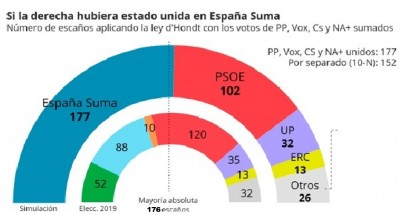 Si la derecha hubiera estado unida en España Suma
Número de escaños aplicando la ley d'Hondt con los votos de PP, Vox, Cs y NA+ sumados
PP, Vox, CS y NA+ unidos: 177
Por separado (10-N): 152
España Suma
177
PSOE
102
UP
32
ERC
13
Otros
26
52
88
10
120
35
13
32
Simulación
Elecc. 2019
Mayoría absoluta
176 escaños